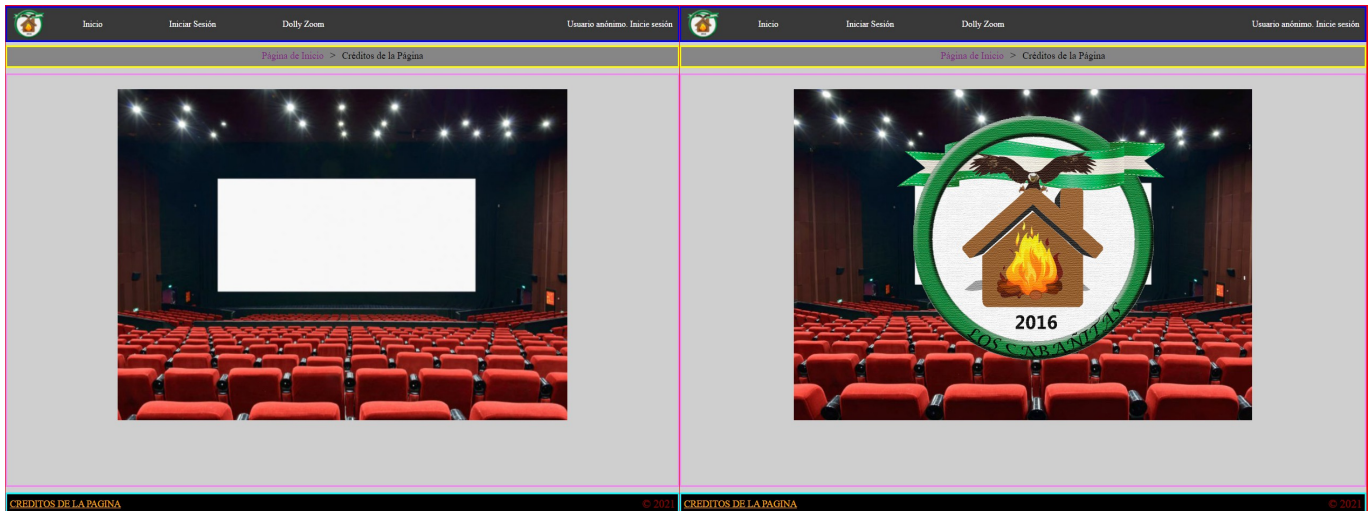 Inicio Iniciar Sesión Dolly Zoom Usuario anónimo. Inicie sesión
Página de Inicio > Créditos de la Página
CREDITOS DE LA PAGINA © 2021
Inicio Iniciar Sesión Dolly Zoom Usuario anónimo. Inicie sesión
Página de Inicio > Créditos de la Página
2016
CREDITOS DE LA PAGINA © 2021